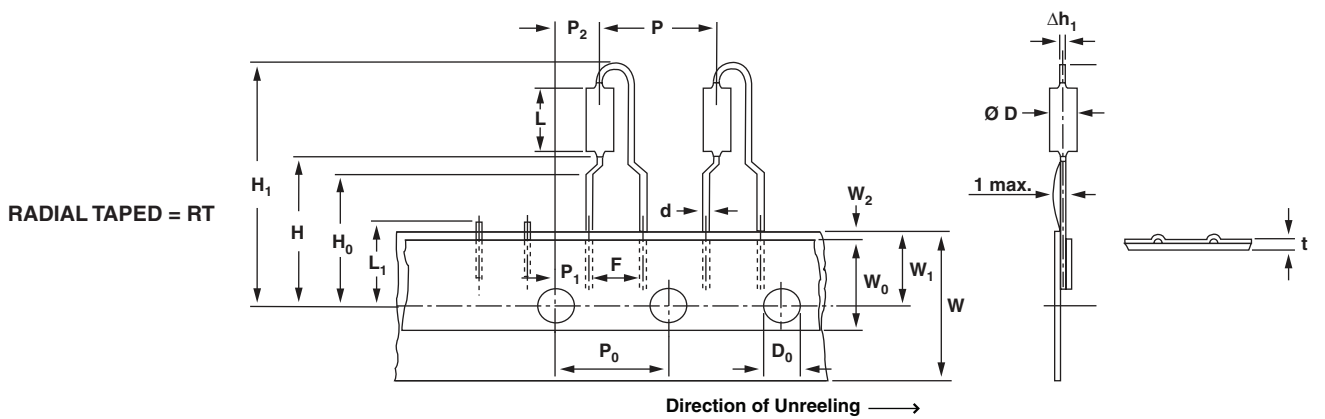 P₂ P Δh₁
L Ø D
H₁
1 max.
W₂
RADIAL TAPED = RT
d
H H₀ t
L₁ P₁ F W₀ W₁ W
P₀ D₀
Direction of Unreeling